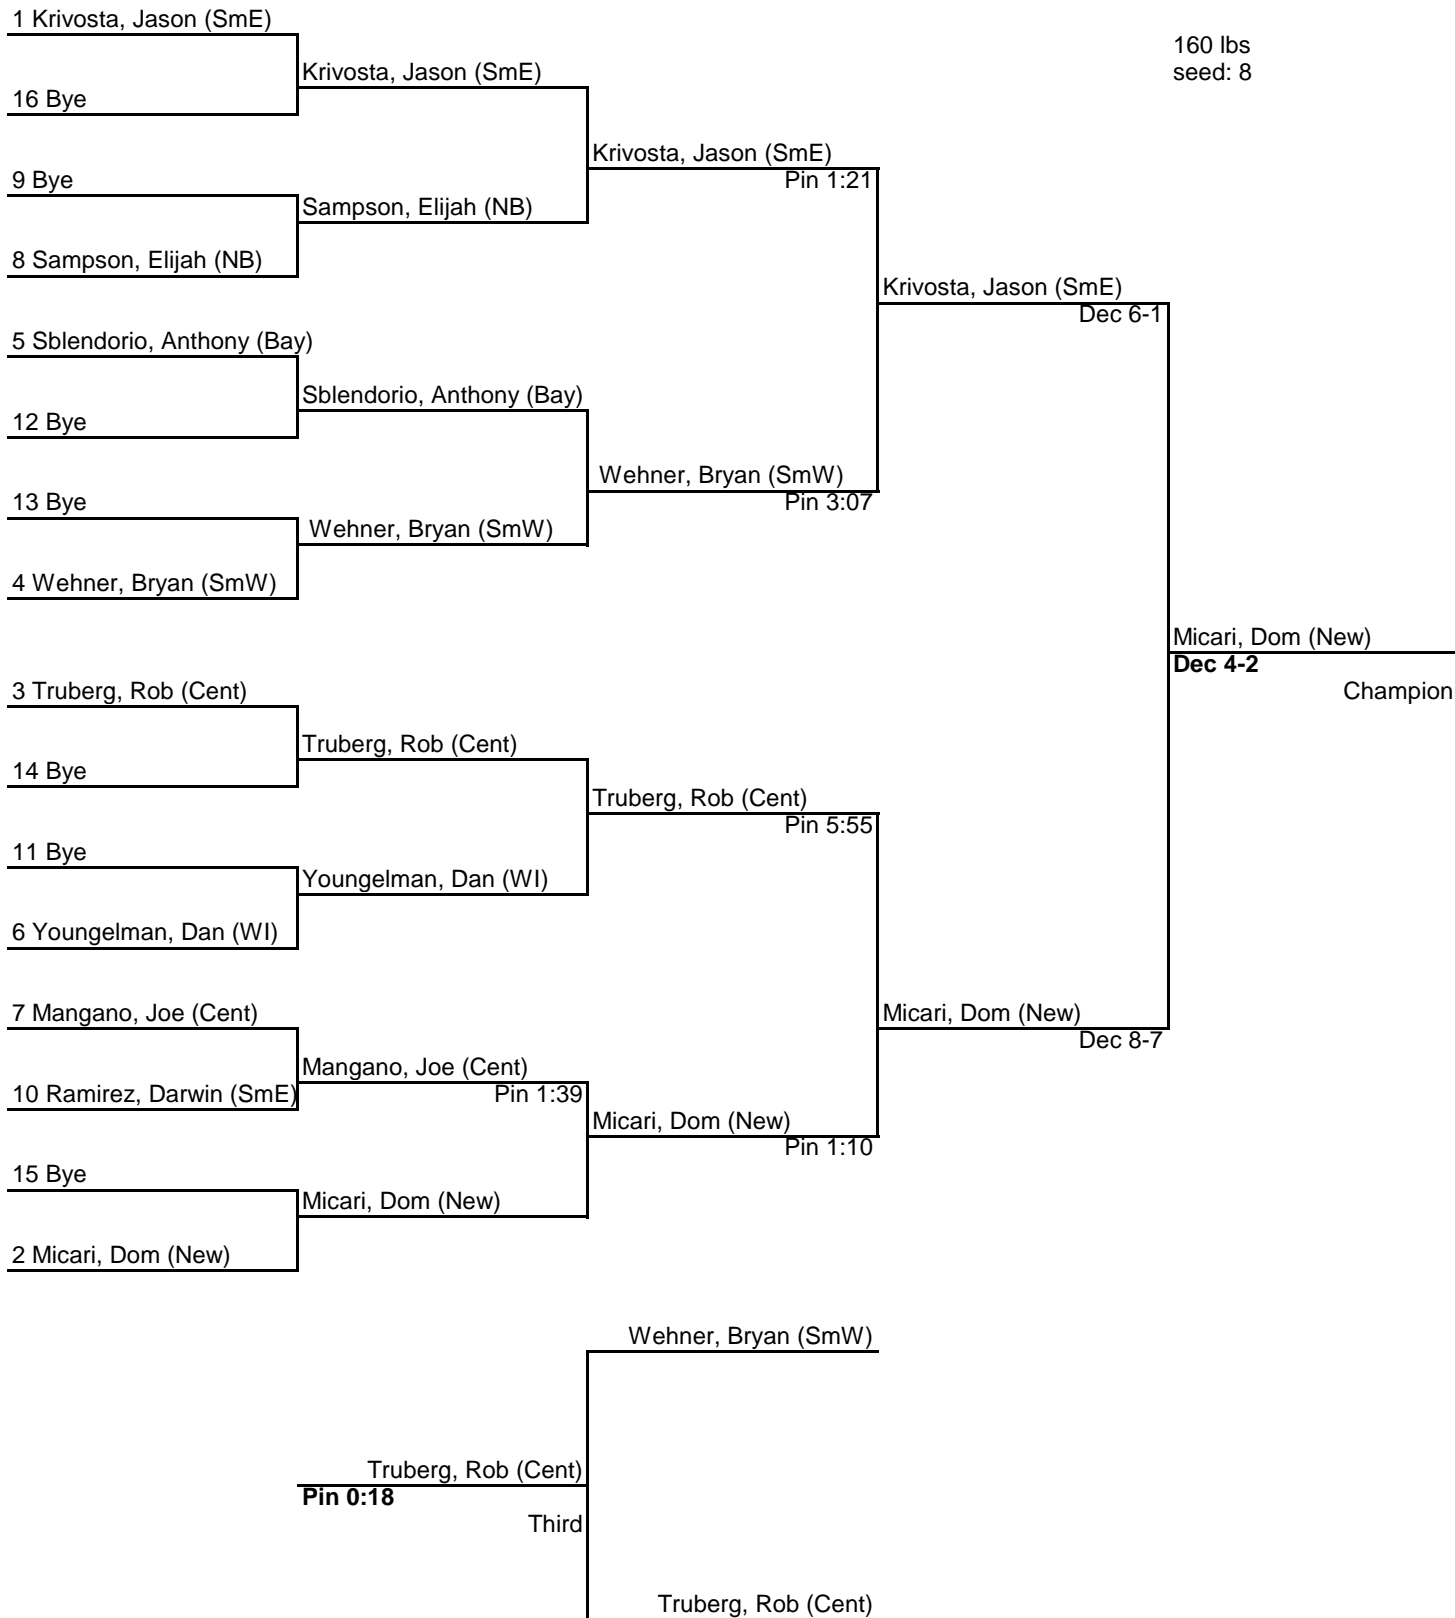 1 Krivosta, Jason (SmE)
160 lbs
seed: 8
Krivosta, Jason (SmE)
16 Bye
Krivosta, Jason (SmE)
Pin 1:21
9 Bye
Sampson, Elijah (NB)
8 Sampson, Elijah (NB)
Krivosta, Jason (SmE)
Dec 6-1
5 Sblendorio, Anthony (Bay)
Sblendorio, Anthony (Bay)
12 Bye
Wehner, Bryan (SmW)
Pin 3:07
13 Bye
Wehner, Bryan (SmW)
4 Wehner, Bryan (SmW)
Micari, Dom (New)
Dec 4-2
Champion
3 Truberg, Rob (Cent)
Truberg, Rob (Cent)
14 Bye
Truberg, Rob (Cent)
Pin 5:55
11 Bye
Youngelman, Dan (WI)
6 Youngelman, Dan (WI)
7 Mangano, Joe (Cent)
Micari, Dom (New)
Dec 8-7
Mangano, Joe (Cent)
Pin 1:39
10 Ramirez, Darwin (SmE)
Micari, Dom (New)
Pin 1:10
15 Bye
Micari, Dom (New)
2 Micari, Dom (New)
Wehner, Bryan (SmW)
Truberg, Rob (Cent)
Pin 0:18
Third
Truberg, Rob (Cent)